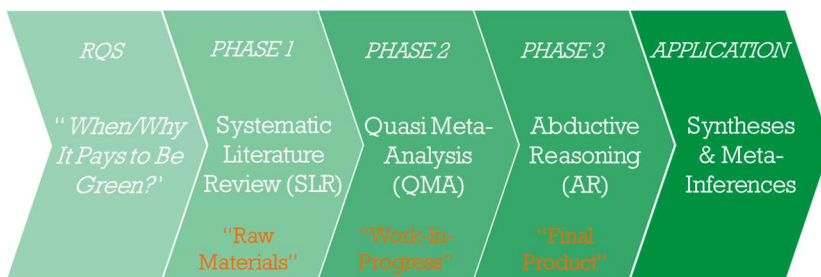 RQS
" When/Why
It Pays to Be
Green?'
PHASE 1
Systematic
Literature
Review (SLR)
"Raw
Materials"
PHASE 2
Quasi Meta-
Analysis
(QMA)
"Work-In-
Progress"
PHASE 3
Abductive
Reasoning
(AR)
"Final
Product"
APPLICATION
Syntheses
& Meta-
Inferences